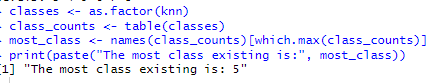 > classes <- as.factor(knn)
> class_counts <- table(classes)
> most_class <- names(class_counts)[which.max(class_counts)]
> print(paste("The most class existing is:", most_class))
[1] "The most class existing is: 5"